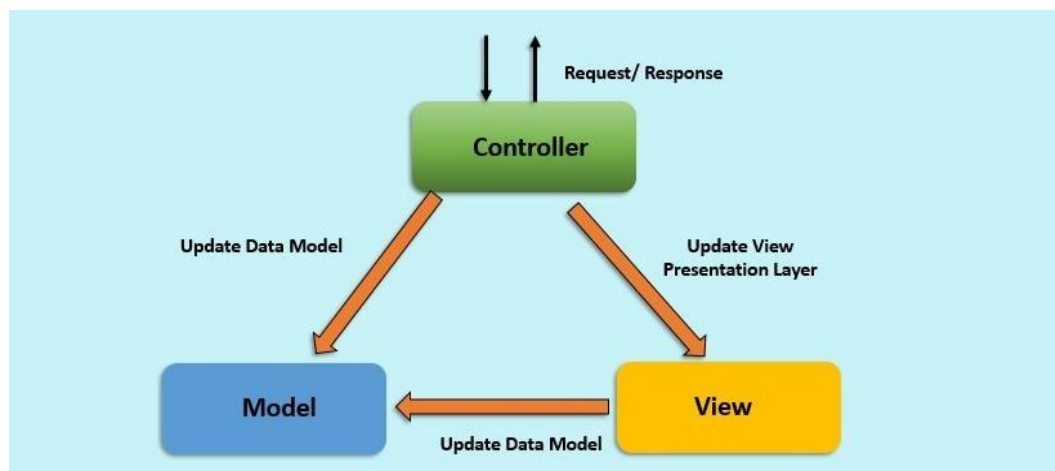 Request/ Response
Controller
Update Data Model
Update View
Presentation Layer
Model
View
Update Data Model